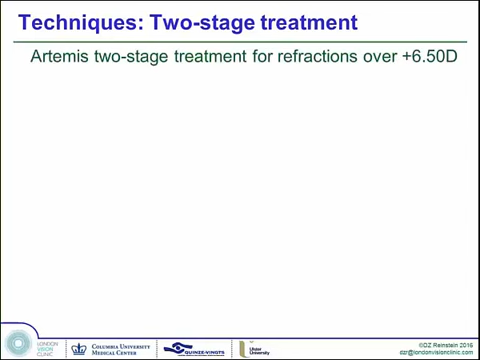 Techniques: Two-stage treatment
Artemis two-stage treatment for refractions over +6.50D
LONDON
VISION
CLINIC
COLUMBIA UNIVERSITY
MEDICAL CENTER
QUINZE-VINGTS
Ulster
University
©DZ Reinstein 2016
dzr@londonvisionclinic.com